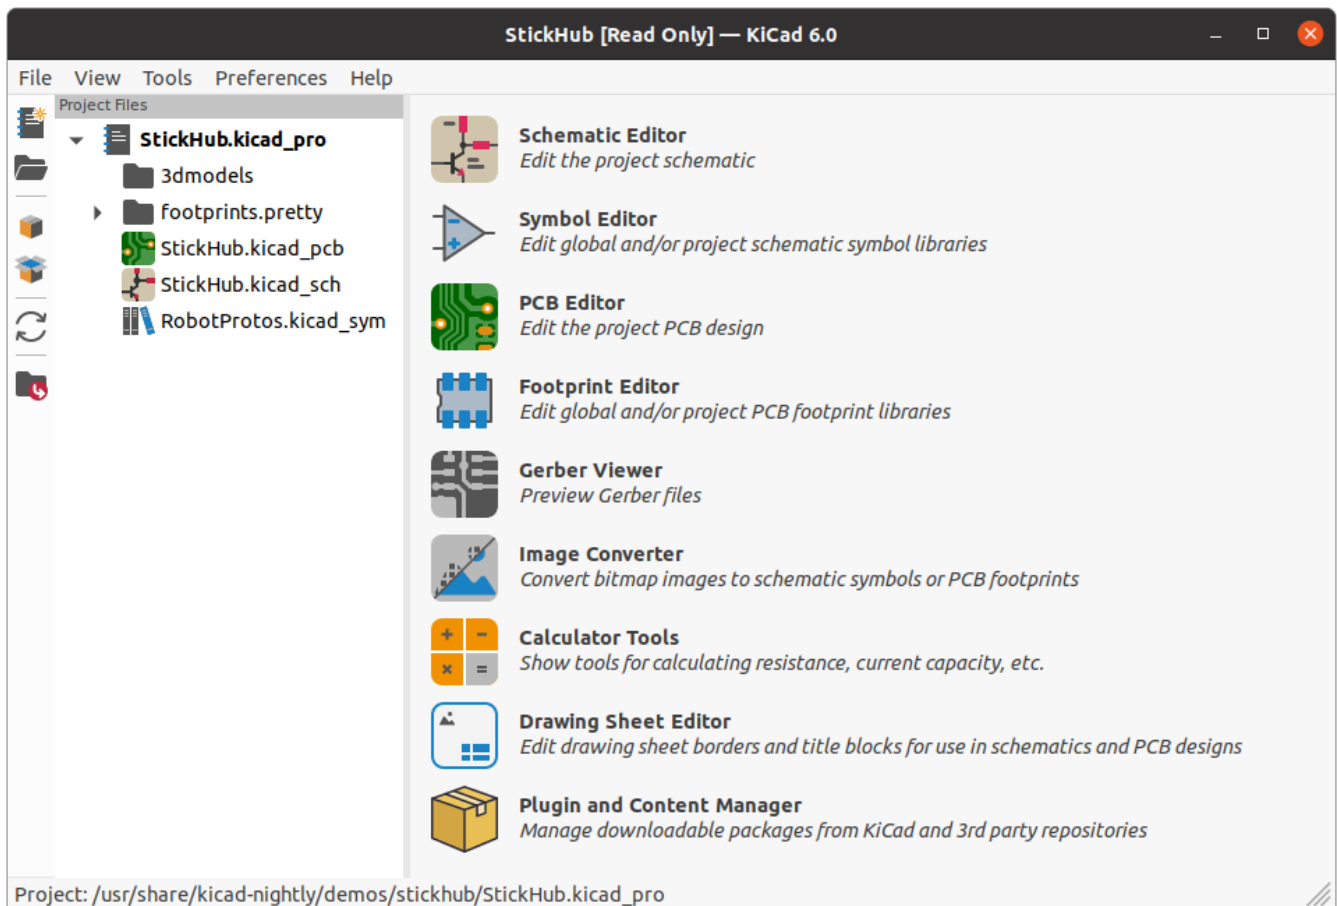 StickHub [Read Only] — KiCad 6.0
File View Tools Preferences Help
Project Files
StickHub.kicad_pro
3dmodels
footprints.pretty
StickHub.kicad_pcb
StickHub.kicad_sch
RobotProtos.kicad_sym
Schematic Editor
Edit the project schematic
Symbol Editor
Edit global and/or project schematic symbol libraries
PCB Editor
Edit the project PCB design
Footprint Editor
Edit global and/or project PCB footprint libraries
Gerber Viewer
Preview Gerber files
Image Converter
Convert bitmap images to schematic symbols or PCB footprints
Calculator Tools
Show tools for calculating resistance, current capacity, etc.
Drawing Sheet Editor
Edit drawing sheet borders and title blocks for use in schematics and PCB designs
Plugin and Content Manager
Manage downloadable packages from KiCad and 3rd party repositories
Project: /usr/share/kicad-nightly/demos/stickhub/StickHub.kicad_pro